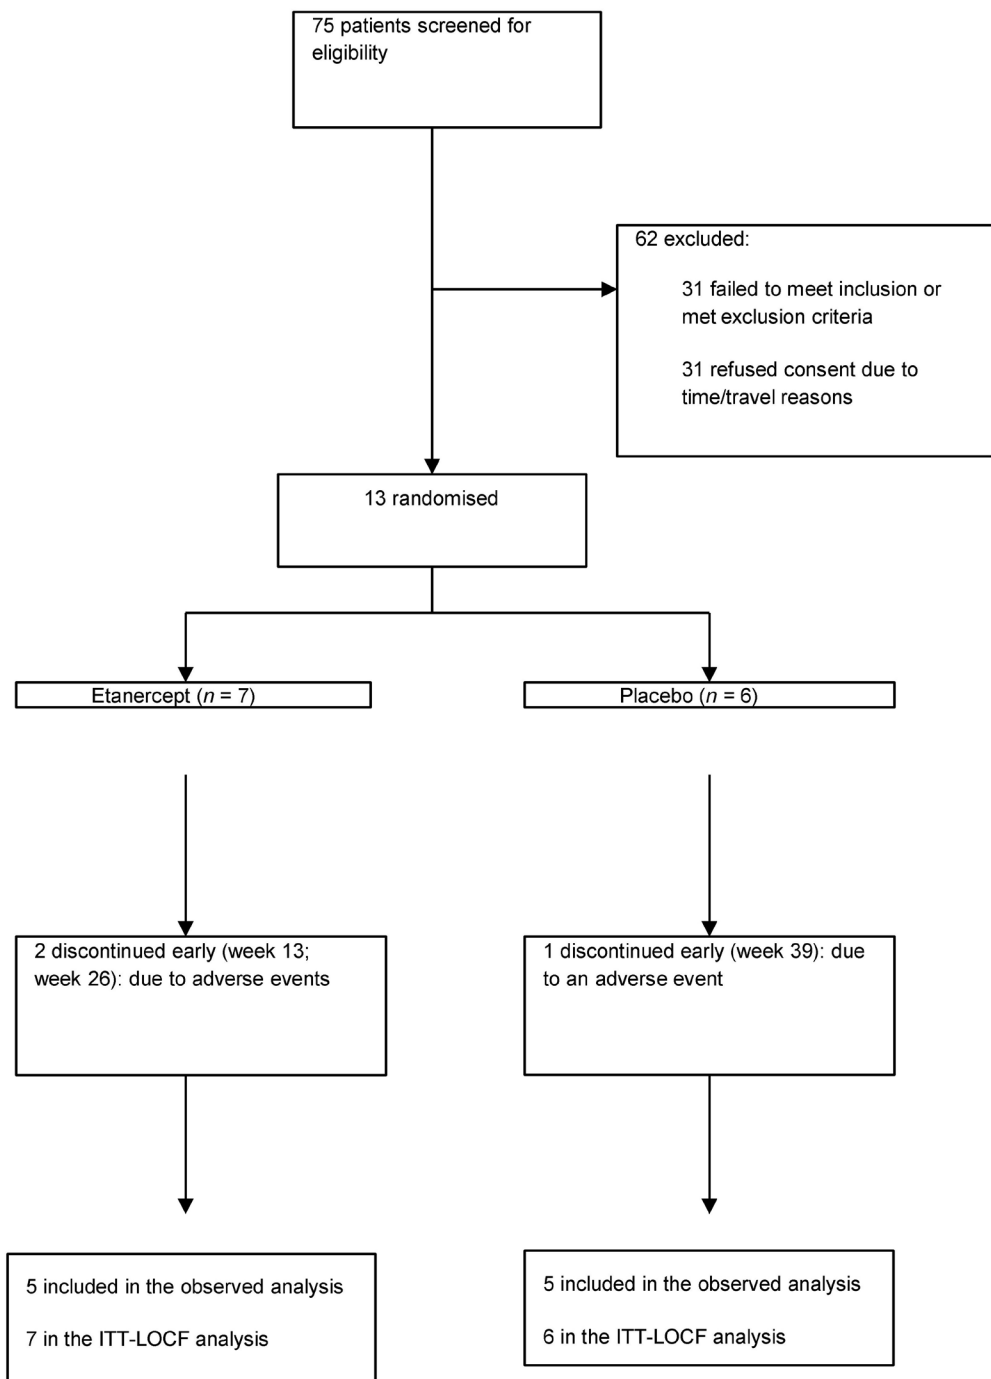 75 patients screened for
eligibility
62 excluded:
31 failed to meet inclusion or
met exclusion criteria
31 refused consent due to
time/travel reasons
13 randomised
Etanercept (n = 7)
Placebo (n = 6)
2 discontinued early (week 13;
week 26): due to adverse events
1 discontinued early (week 39): due
to an adverse event
5 included in the observed analysis
7 in the ITT-LOCF analysis
5 included in the observed analysis
6 in the ITT-LOCF analysis